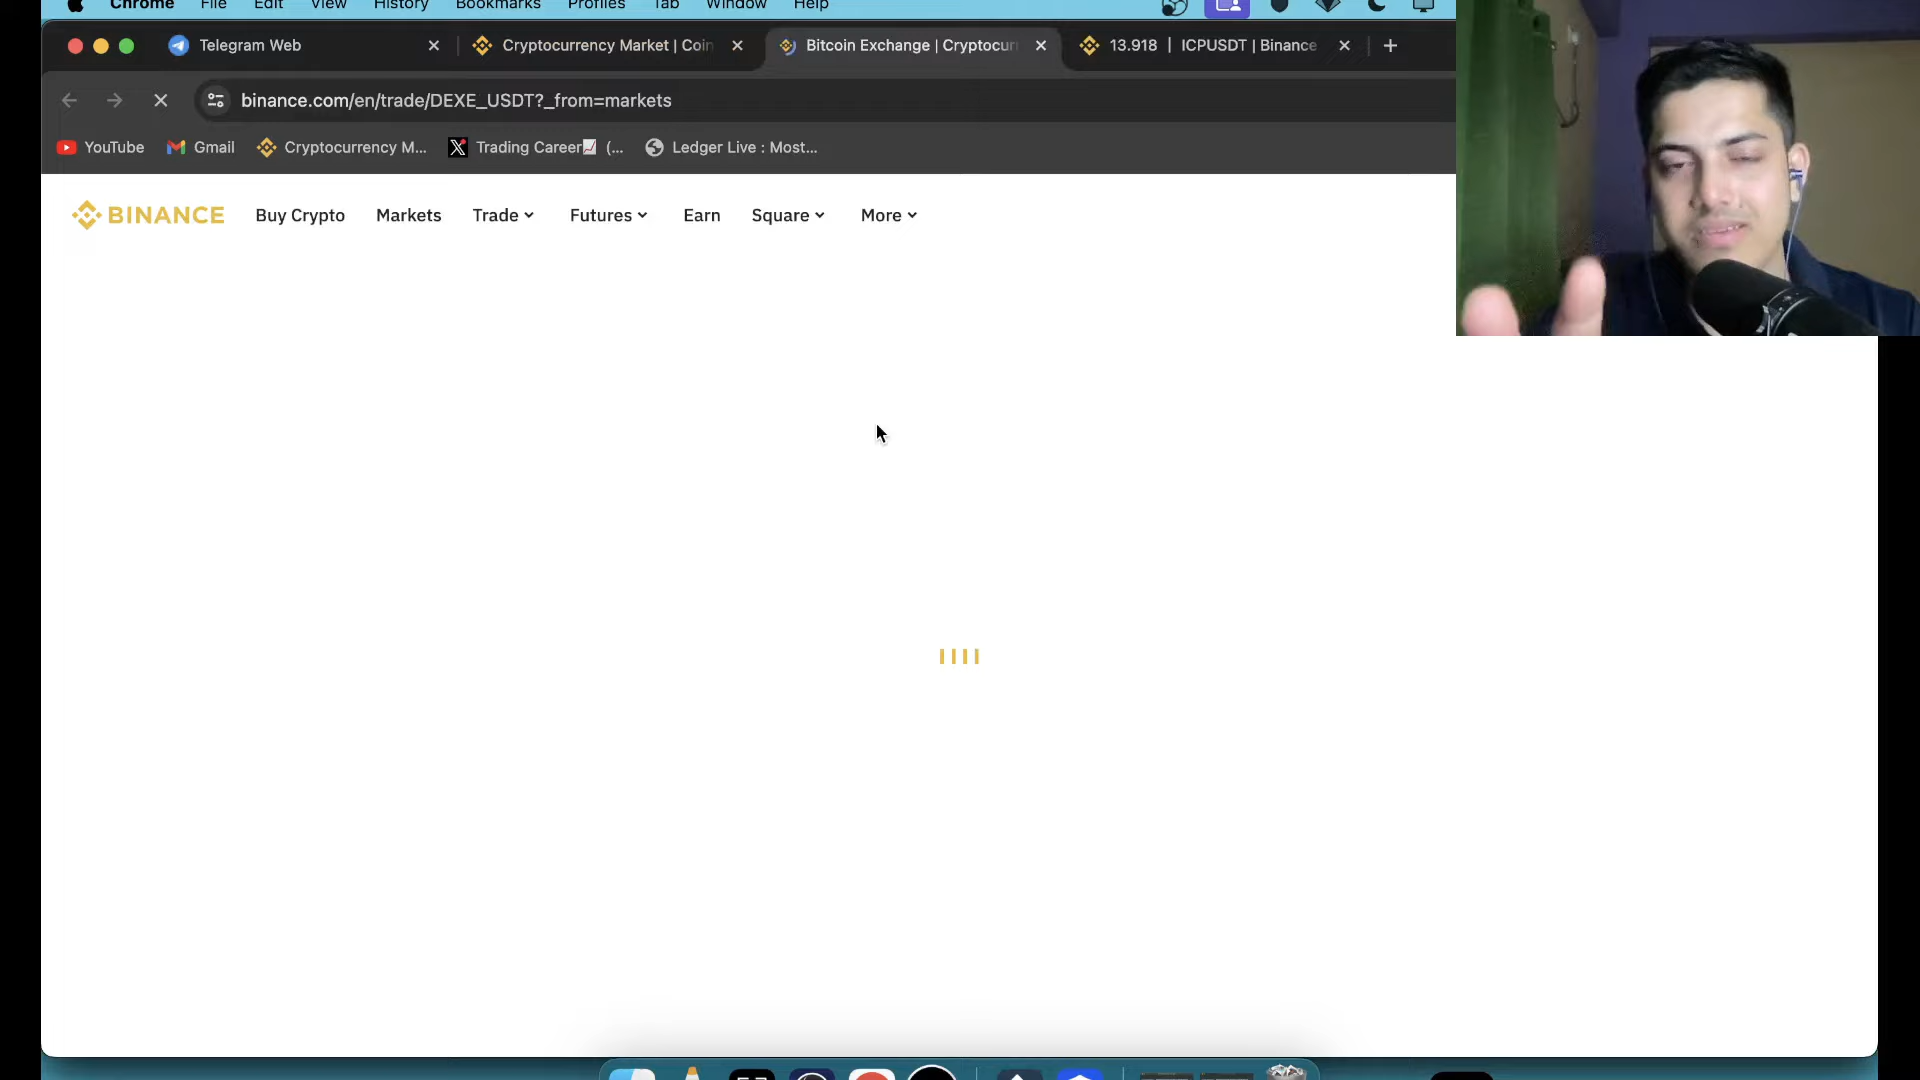 Chrome File Edit View History Bookmarks Profiles Tab Window Help
Telegram Web
Cryptocurrency Market | Coin
Bitcoin Exchange | Cryptocur
13.918 | ICPUSDT | Binance
binance.com/en/trade/DEXE_USDT?_from=markets
YouTube Gmail Cryptocurrency M... Trading Career📈 (... Ledger Live : Most...
BINANCE Buy Crypto Markets Trade Futures Earn Square More